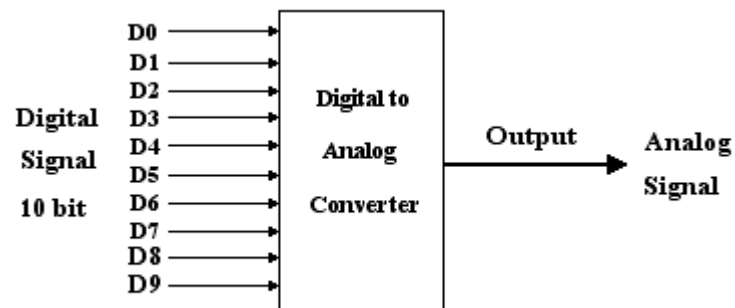 Digital
Signal
10 bit
D0
D1
D2
D3
D4
D5
D6
D7
D8
D9
Digital to
Analog
Converter
Output
Analog
Signal